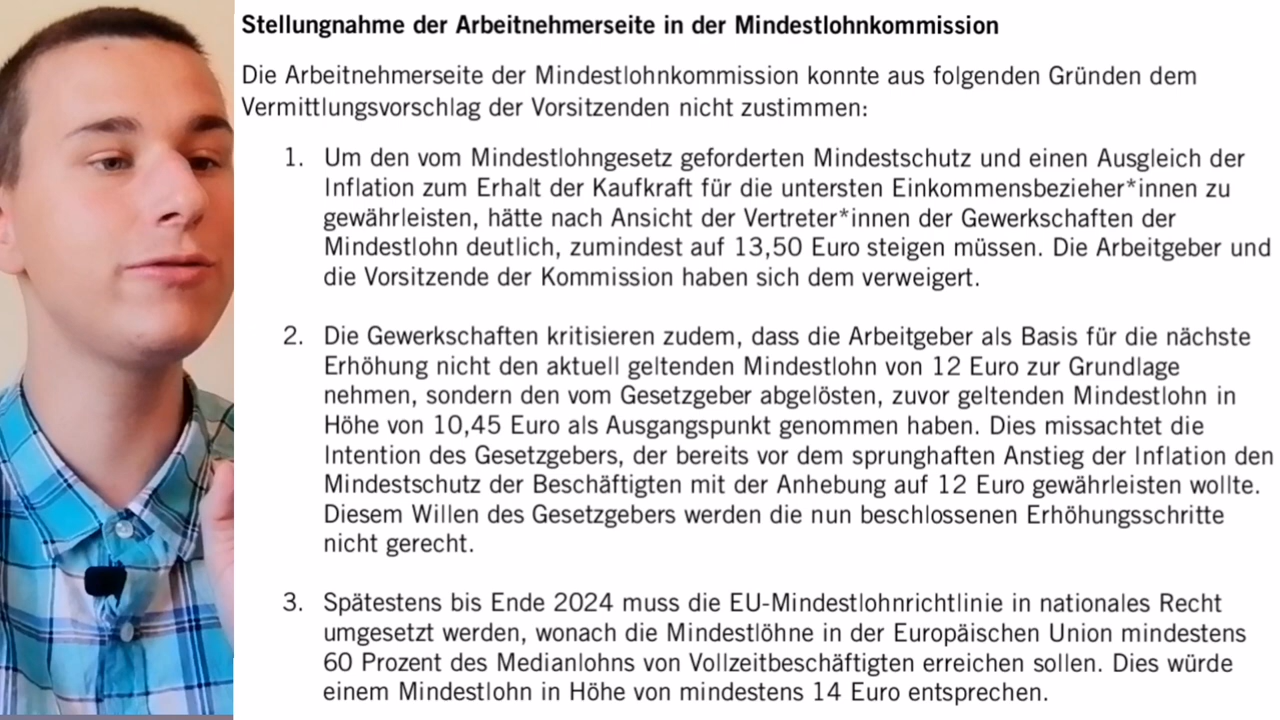 Stellungnahme der Arbeitnehmerseite in der Mindestlohnkommission
Die Arbeitnehmerseite der Mindestlohnkommission konnte aus folgenden Gründen dem
Vermittlungsvorschlag der Vorsitzenden nicht zustimmen:
1. Um den vom Mindestlohngesetz geforderten Mindestschutz und einen Ausgleich der
Inflation zum Erhalt der Kaufkraft für die untersten Einkommensbezieher*innen zu
gewährleisten, hätte nach Ansicht der Vertreter*innen der Gewerkschaften der
Mindestlohn deutlich, zumindest auf 13,50 Euro steigen müssen. Die Arbeitgeber und
die Vorsitzende der Kommission haben sich dem verweigert.
2. Die Gewerkschaften kritisieren zudem, dass die Arbeitgeber als Basis für die nächste
Erhöhung nicht den aktuell geltenden Mindestlohn von 12 Euro zur Grundlage
nehmen, sondern den vom Gesetzgeber abgelösten, zuvor geltenden Mindestlohn in
Höhe von 10,45 Euro als Ausgangspunkt genommen haben. Dies missachtet die
Intention des Gesetzgebers, der bereits vor dem sprunghaften Anstieg der Inflation den
Mindestschutz der Beschäftigten mit der Anhebung auf 12 Euro gewährleisten wollte.
Diesem Willen des Gesetzgebers werden die nun beschlossenen Erhöhungsschritte
nicht gerecht.
3. Spätestens bis Ende 2024 muss die EU-Mindestlohnrichtlinie in nationales Recht
umgesetzt werden, wonach die Mindestlöhne in der Europäischen Union mindestens
60 Prozent des Medianlohns von Vollzeitbeschäftigten erreichen sollen. Dies würde
einem Mindestlohn in Höhe von mindestens 14 Euro entsprechen.